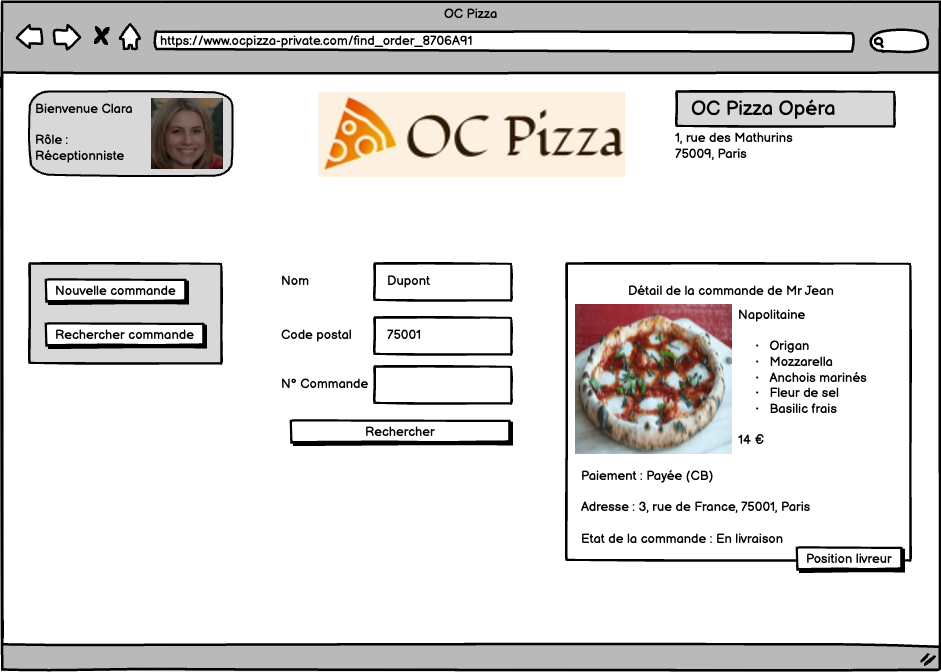 OC Pizza
https://www.ocpizza-private.com/find_order_8706A91
Bienvenue Clara
Rôle :
Réceptionniste
OC Pizza
OC Pizza Opéra
1, rue des Mathurins
75009, Paris
Nouvelle commande
Rechercher commande
Nom
Dupont
Code postal
75001
N° Commande
Rechercher
Détail de la commande de Mr Jean
Napolitaine
• Origan
• Mozzarella
• Anchois marinés
• Fleur de sel
• Basilic frais
14 €
Paiement : Payée (CB)
Adresse : 3, rue de France, 75001, Paris
Etat de la commande : En livraison
Position livreur